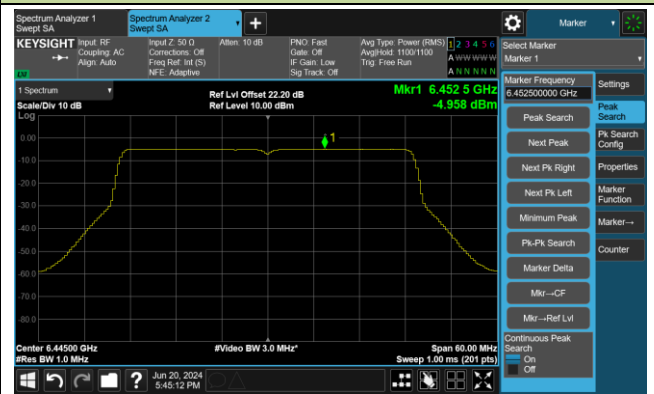 Spectrum Analyzer 1
Swept SA
Spectrum Analyzer 2
Swept SA
+
Marker
KEYSIGHT
Input: RF
Coupling: AC
Align: Auto
Input Z: 50 Ω
Corrections: Off
Freq Ref: Int (S)
NFE: Adaptive
Atten: 10 dB
PNO: Fast
Gate: Off
IF Gain: Low
Sig Track: Off
Avg Type: Power (RMS)
Avg|Hold: 1100/1100
Trig: Free Run
1 2 3 4 5 6
A W W W W W
A N N N N N
LXI
Select Marker
Marker 1
1 Spectrum
Scale/Div 10 dB
Log
Ref Lvl Offset 22.20 dB
Ref Level 10.00 dBm
Mkr1 6.452 5 GHz
-4.958 dBm
0.00
-10.0
-20.0
-30.0
-40.0
-50.0
-60.0
-70.0
-80.0
1
Center 6.44500 GHz
#Res BW 1.0 MHz
#Video BW 3.0 MHz*
Span 60.00 MHz
Sweep 1.00 ms (201 pts)
Marker Frequency
6.452500000 GHz
Peak Search
Next Peak
Next Pk Right
Next Pk Left
Minimum Peak
Pk-Pk Search
Marker Delta
Mkr→CF
Mkr→Ref Lvl
Continuous Peak
Search
On
Off
Settings
Peak
Search
Pk Search
Config
Properties
Marker
Function
Marker→
Counter
?
Jun 20, 2024
5:45:12 PM